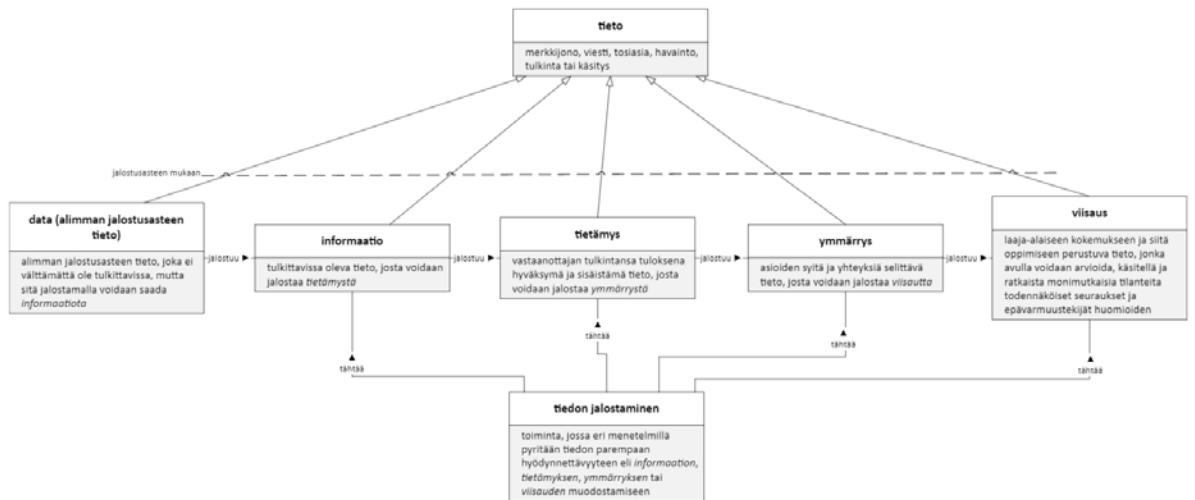 tieto
merkkijono, viesti, tosiasia, havainto,
tulkinta tai käsitys
jalostusasteen mukaan
data (alimman jalostusasteen
tieto)
alimman jalostusasteen tieto, joka ei
välttämättä ole tulkittavissa, mutta
sitä jalostamalla voidaan saada
informaatiota
jalostuu
informaatio
tulkittavissa oleva tieto, josta voidaan
jalostaa tietämystä
jalostuu
tietämys
vastaanottajan tulkintansa tuloksena
hyväksymä ja sisäistämä tieto, josta
voidaan jalostaa ymmärrystä
jalostuu
ymmärrys
asioiden syitä ja yhteyksiä selittävä
tieto, josta voidaan jalostaa viisautta
jalostuu
viisaus
laaja-alaiseen kokemukseen ja siitä
oppimiseen perustuva tieto, jonka
avulla voidaan arvioida, käsitellä ja
ratkaista monimutkaisia tilanteita
todennäköiset seuraukset ja
epävarmuustekijät huomioiden
tähtää
tähtää
tähtää
tähtää
tiedon jalostaminen
toiminta, jossa eri menetelmillä
pyritään tiedon parempaan
hyödynnettävyyteen eli informaation,
tietämyksen, ymmärryksen tai
viisauden muodostamiseen